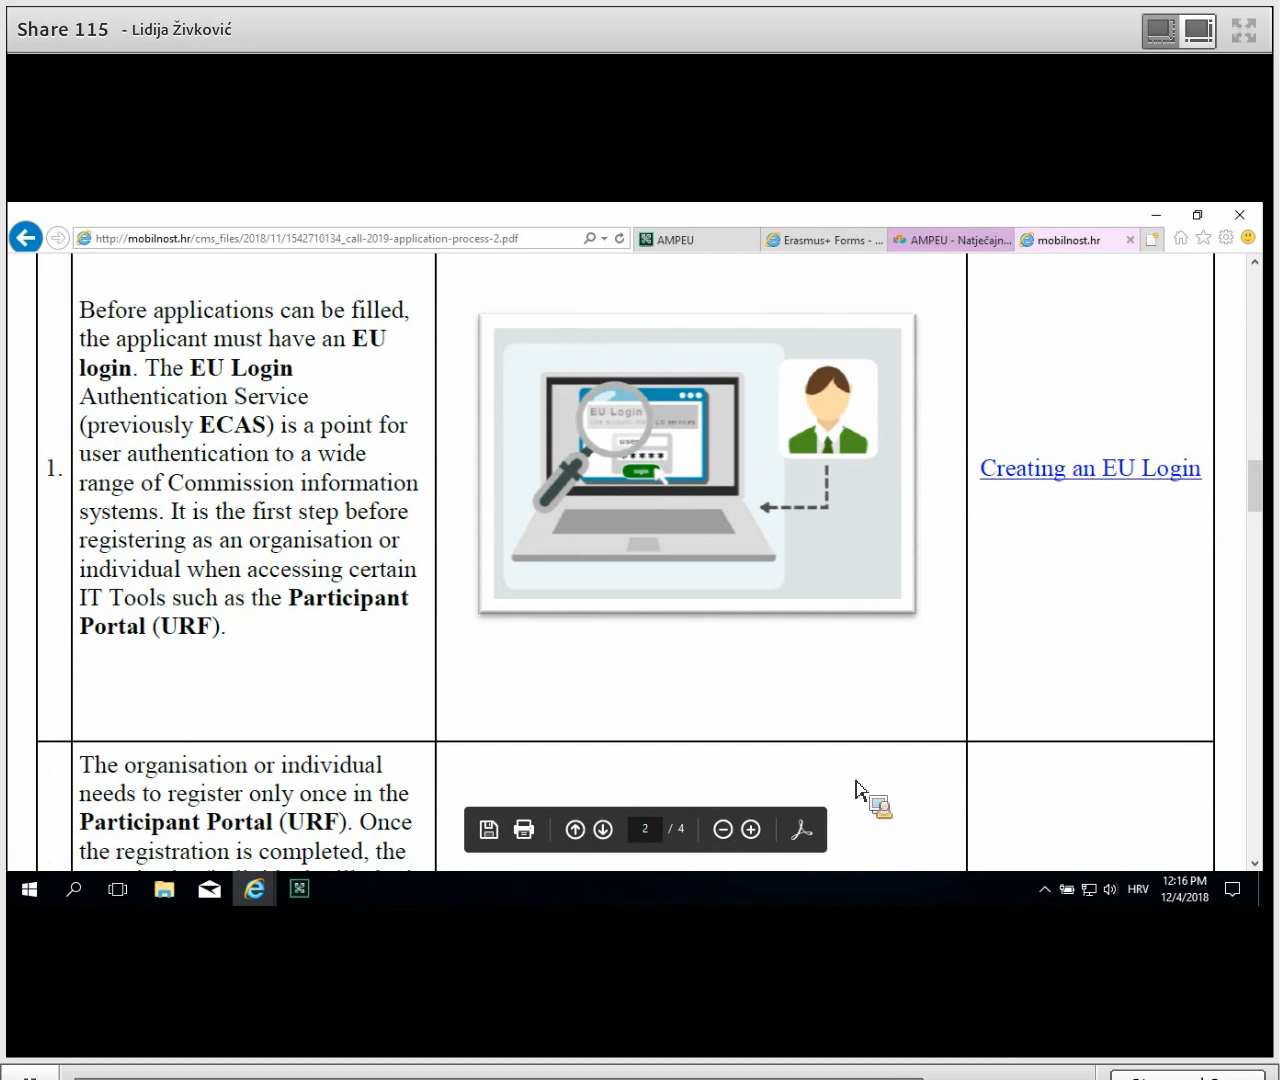 Share 115 - Lidija Živković
http://mobilnost.hr/cms_files/2018/11/1542710134_call-2019-application-process-2.pdf
AMPEU
Erasmus+ Forms - ...
AMPEU - Natječajn...
mobilnost.hr
1.
Before applications can be filled,
the applicant must have an EU
login. The EU Login
Authentication Service
(previously ECAS) is a point for
user authentication to a wide
range of Commission information
systems. It is the first step before
registering as an organisation or
individual when accessing certain
IT Tools such as the Participant
Portal (URF).
EU Login
user
*****
login
Creating an EU Login
The organisation or individual
needs to register only once in the
Participant Portal (URF). Once
the registration is completed, the
2 / 4
HRV
12:16 PM
12/4/2018